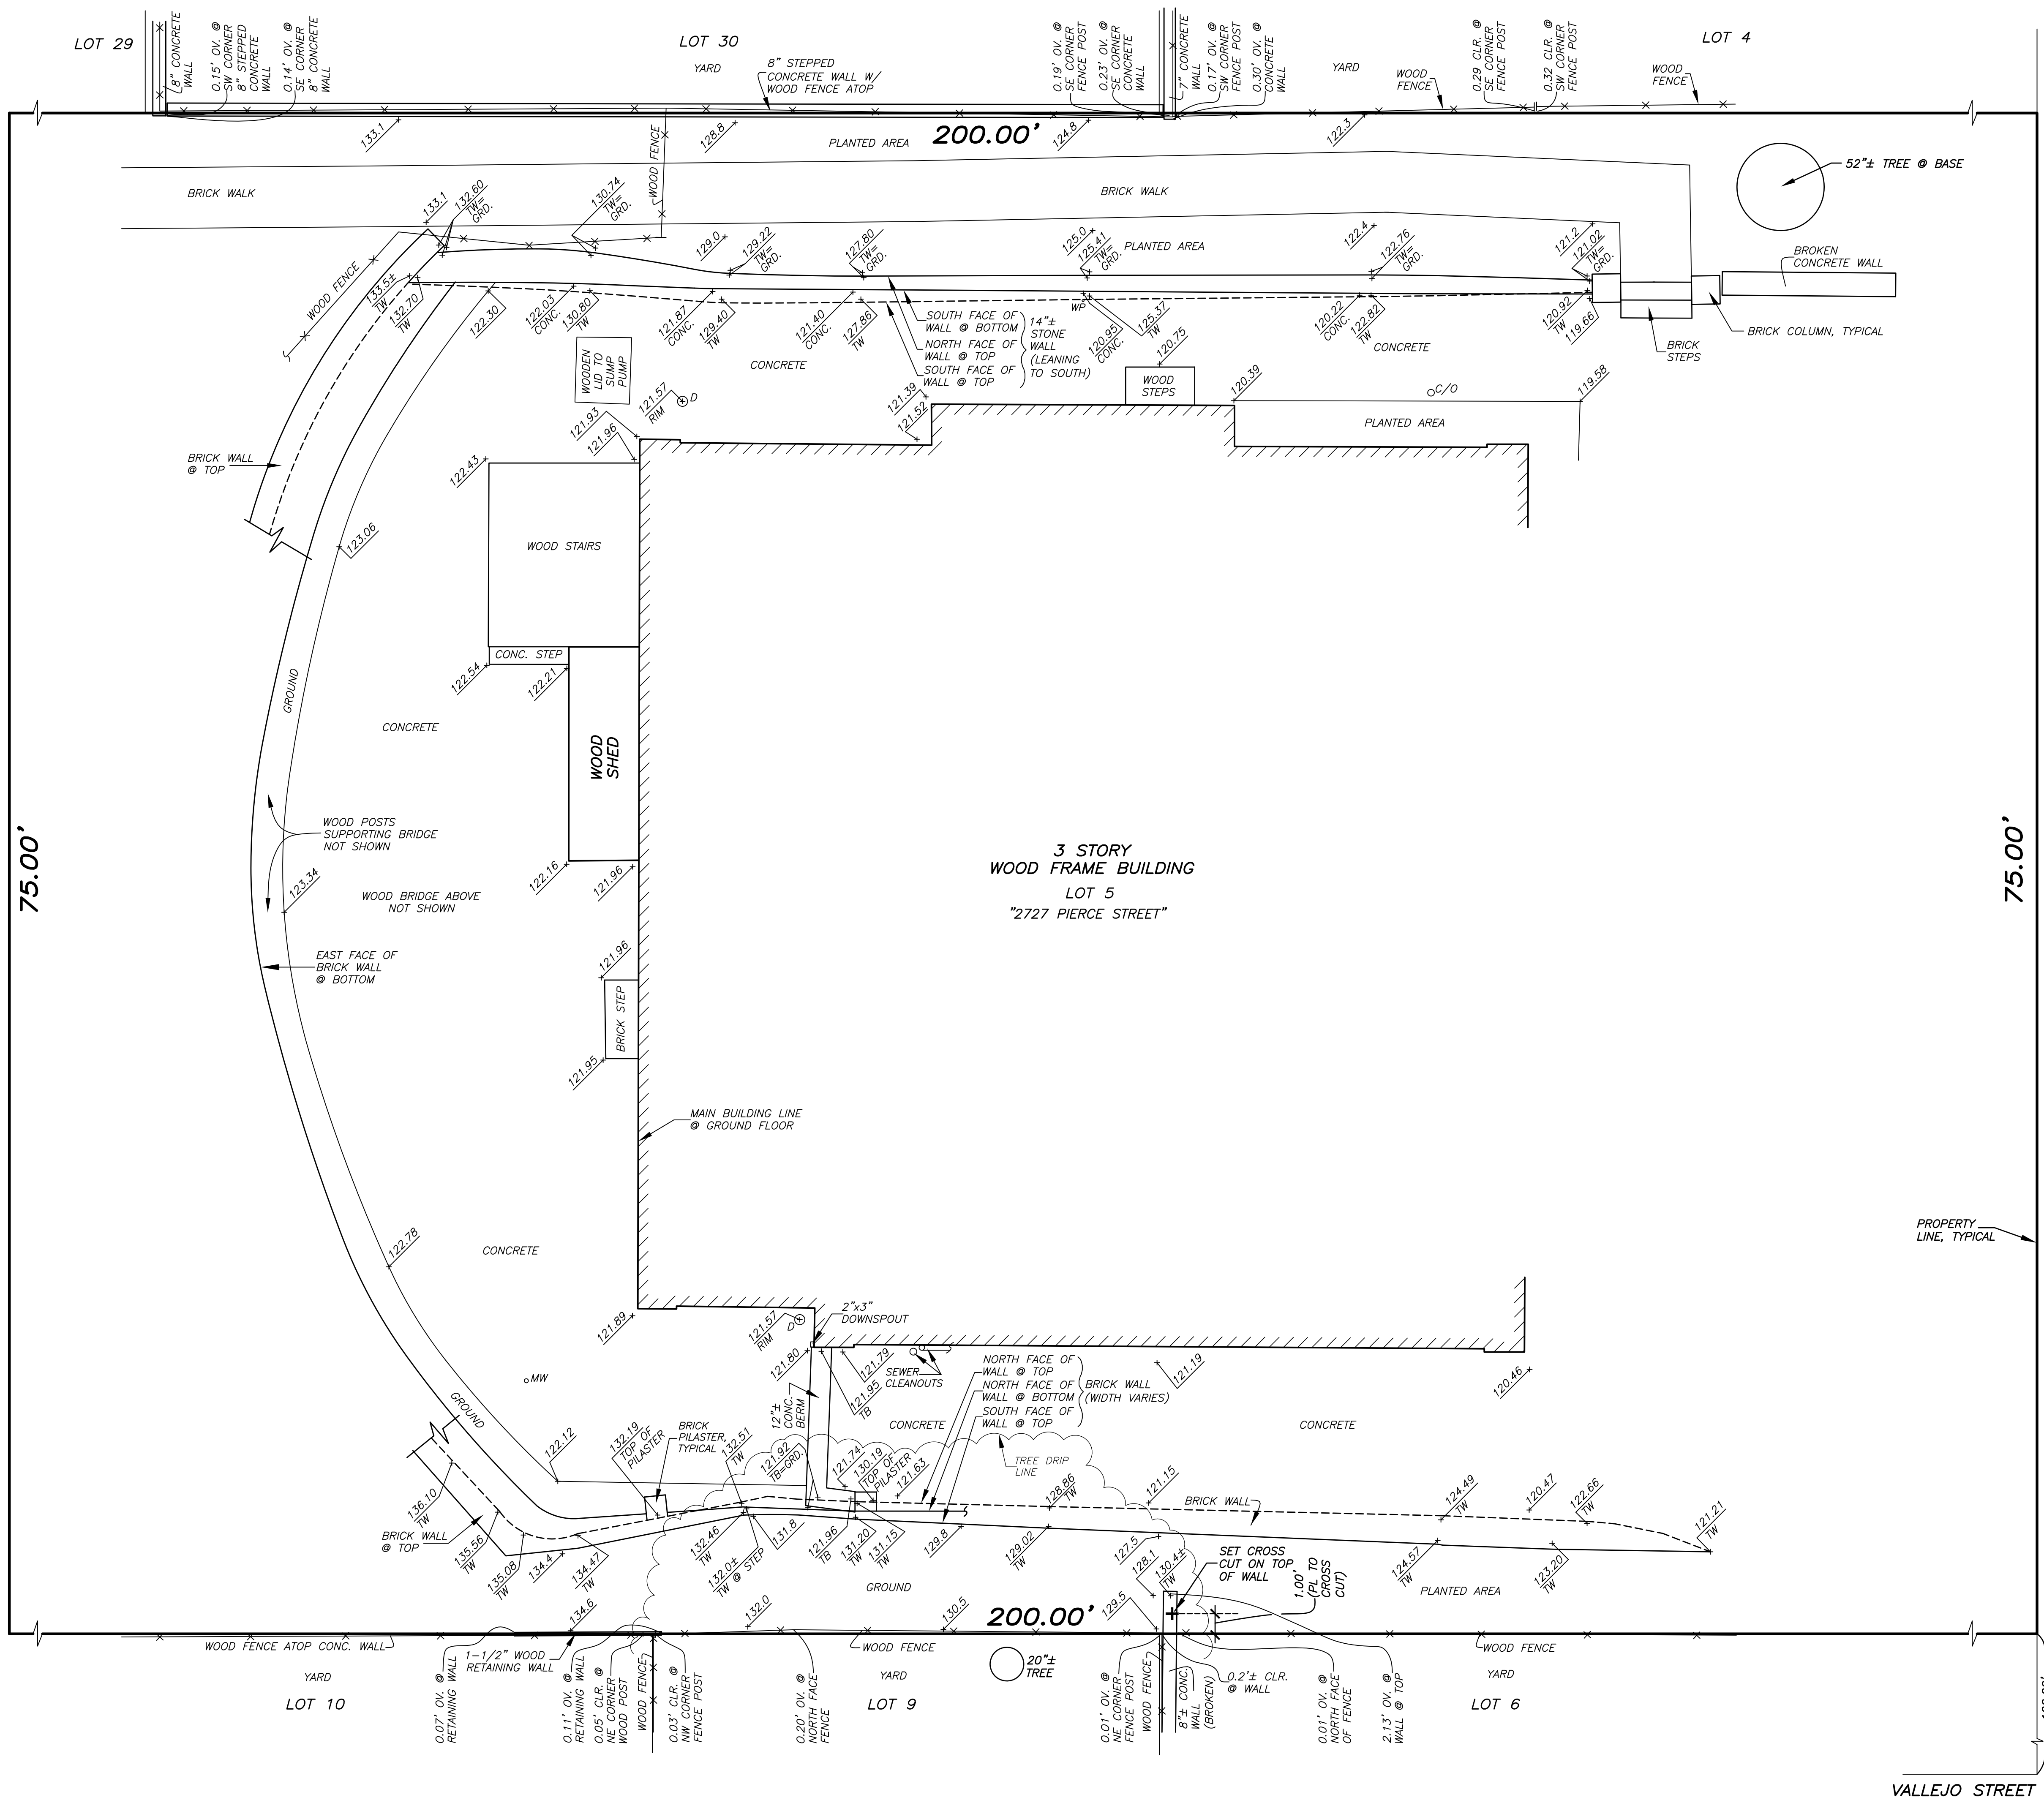 LOT 29
8" CONCRETE
WALL
0.15' OV. @
SW CORNER
8" STEPPED
CONCRETE
WALL
0.14' OV. @
SE CORNER
8" CONCRETE
WALL
LOT 30
YARD
8" STEPPED
CONCRETE WALL W/
WOOD FENCE ATOP
0.19' OV. @
SE CORNER
FENCE POST
0.23' OV. @
SE CORNER
CONCRETE
WALL
7" CONCRETE
WALL
0.17' OV. @
SW CORNER
FENCE POST
0.30' OV. @
CONCRETE
WALL
YARD
WOOD
FENCE
0.29 CLR. @
SE CORNER
FENCE POST
0.32 CLR. @
SW CORNER
FENCE POST
WOOD
FENCE
LOT 4
133.1
128.8
200.00'
PLANTED AREA
124.8
122.3
WOOD FENCE
52"± TREE @ BASE
BRICK WALK
BRICK WALK
133.1
132.60
TW=
GRD.
130.74
TW=
GRD.
129.0
129.22
TW=
GRD.
127.80
TW=
GRD.
125.0
125.41
TW=
GRD.
PLANTED AREA
122.4
122.76
TW=
GRD.
121.2
121.02
TW=
GRD.
BROKEN
CONCRETE WALL
WOOD FENCE
133.5±
TW
132.70
TW
122.30
122.03
CONC.
130.80
TW
121.87
CONC.
129.40
TW
121.40
CONC.
127.86
TW
SOUTH FACE OF
WALL @ BOTTOM
NORTH FACE OF
WALL @ TOP
SOUTH FACE OF
WALL @ TOP
14"±
STONE
WALL
(LEANING
TO SOUTH)
WP
120.95
CONC.
125.37
TW
120.22
CONC.
122.82
TW
120.92
TW
119.66
BRICK
STEPS
BRICK COLUMN, TYPICAL
WOODEN
LID TO
SUMP
PUMP
CONCRETE
CONCRETE
120.75
WOOD
STEPS
121.57
RIM
D
121.39
121.52
120.39
C/O
119.58
PLANTED AREA
121.93
121.96
122.43
BRICK WALL
@ TOP
123.06
WOOD STAIRS
CONC. STEP
122.54
122.21
GROUND
CONCRETE
WOOD
SHED
WOOD POSTS
SUPPORTING BRIDGE
NOT SHOWN
75.00'
75.00'
122.16
121.96
123.34
WOOD BRIDGE ABOVE
NOT SHOWN
3 STORY
WOOD FRAME BUILDING
LOT 5
"2727 PIERCE STREET"
EAST FACE OF
BRICK WALL
@ BOTTOM
121.96
BRICK STEP
121.95
MAIN BUILDING LINE
@ GROUND FLOOR
122.78
CONCRETE
PROPERTY
LINE, TYPICAL
121.89
121.57
RIM
D
2"x3"
DOWNSPOUT
121.80
121.79
121.95
TB
SEWER
CLEANOUTS
NORTH FACE OF
WALL @ TOP
NORTH FACE OF
WALL @ BOTTOM
SOUTH FACE OF
WALL @ TOP
BRICK WALL
(WIDTH VARIES)
121.19
120.46
MW
GROUND
12"±
CONC.
BERM
CONCRETE
CONCRETE
TREE DRIP
LINE
122.12
132.19
TOP OF
PILASTER
BRICK
PILASTER,
TYPICAL
132.51
TW
121.92
TB=GRD.
121.74
130.19
TOP OF
PILASTER
121.63
128.86
TW
121.15
BRICK WALL
124.49
TW
120.47
122.66
TW
121.21
TW
136.10
TW
BRICK WALL
@ TOP
135.56
TW
135.08
TW
134.4
134.47
TW
132.46
TW
132.0±
TW @ STEP
131.8
121.96
TB
131.20
TW
131.15
TW
129.8
129.02
TW
127.5
128.1
130.4±
TW
SET CROSS
CUT ON TOP
OF WALL
1.00'
(PL TO
CROSS
CUT)
124.57
TW
123.20
TW
PLANTED AREA
GROUND
134.6
132.0
130.5
200.00'
129.5
WOOD FENCE ATOP CONC. WALL
YARD
LOT 10
0.07' OV. @
RETAINING WALL
1-1/2" WOOD
RETAINING WALL
0.11' OV. @
RETAINING WALL
0.05' CLR. @
NE CORNER
WOOD POST
WOOD FENCE
0.03' CLR. @
NW CORNER
FENCE POST
0.20' OV. @
NORTH FACE
FENCE
WOOD FENCE
YARD
LOT 9
20"±
TREE
0.01' OV. @
NE CORNER
FENCE POST
WOOD FENCE
8"± CONC.
WALL
(BROKEN)
0.2'± CLR.
@ WALL
0.01' OV. @
NORTH FACE
OF FENCE
2.13' OV. @
WALL @ TOP
WOOD FENCE
YARD
LOT 6
VALLEJO STREET